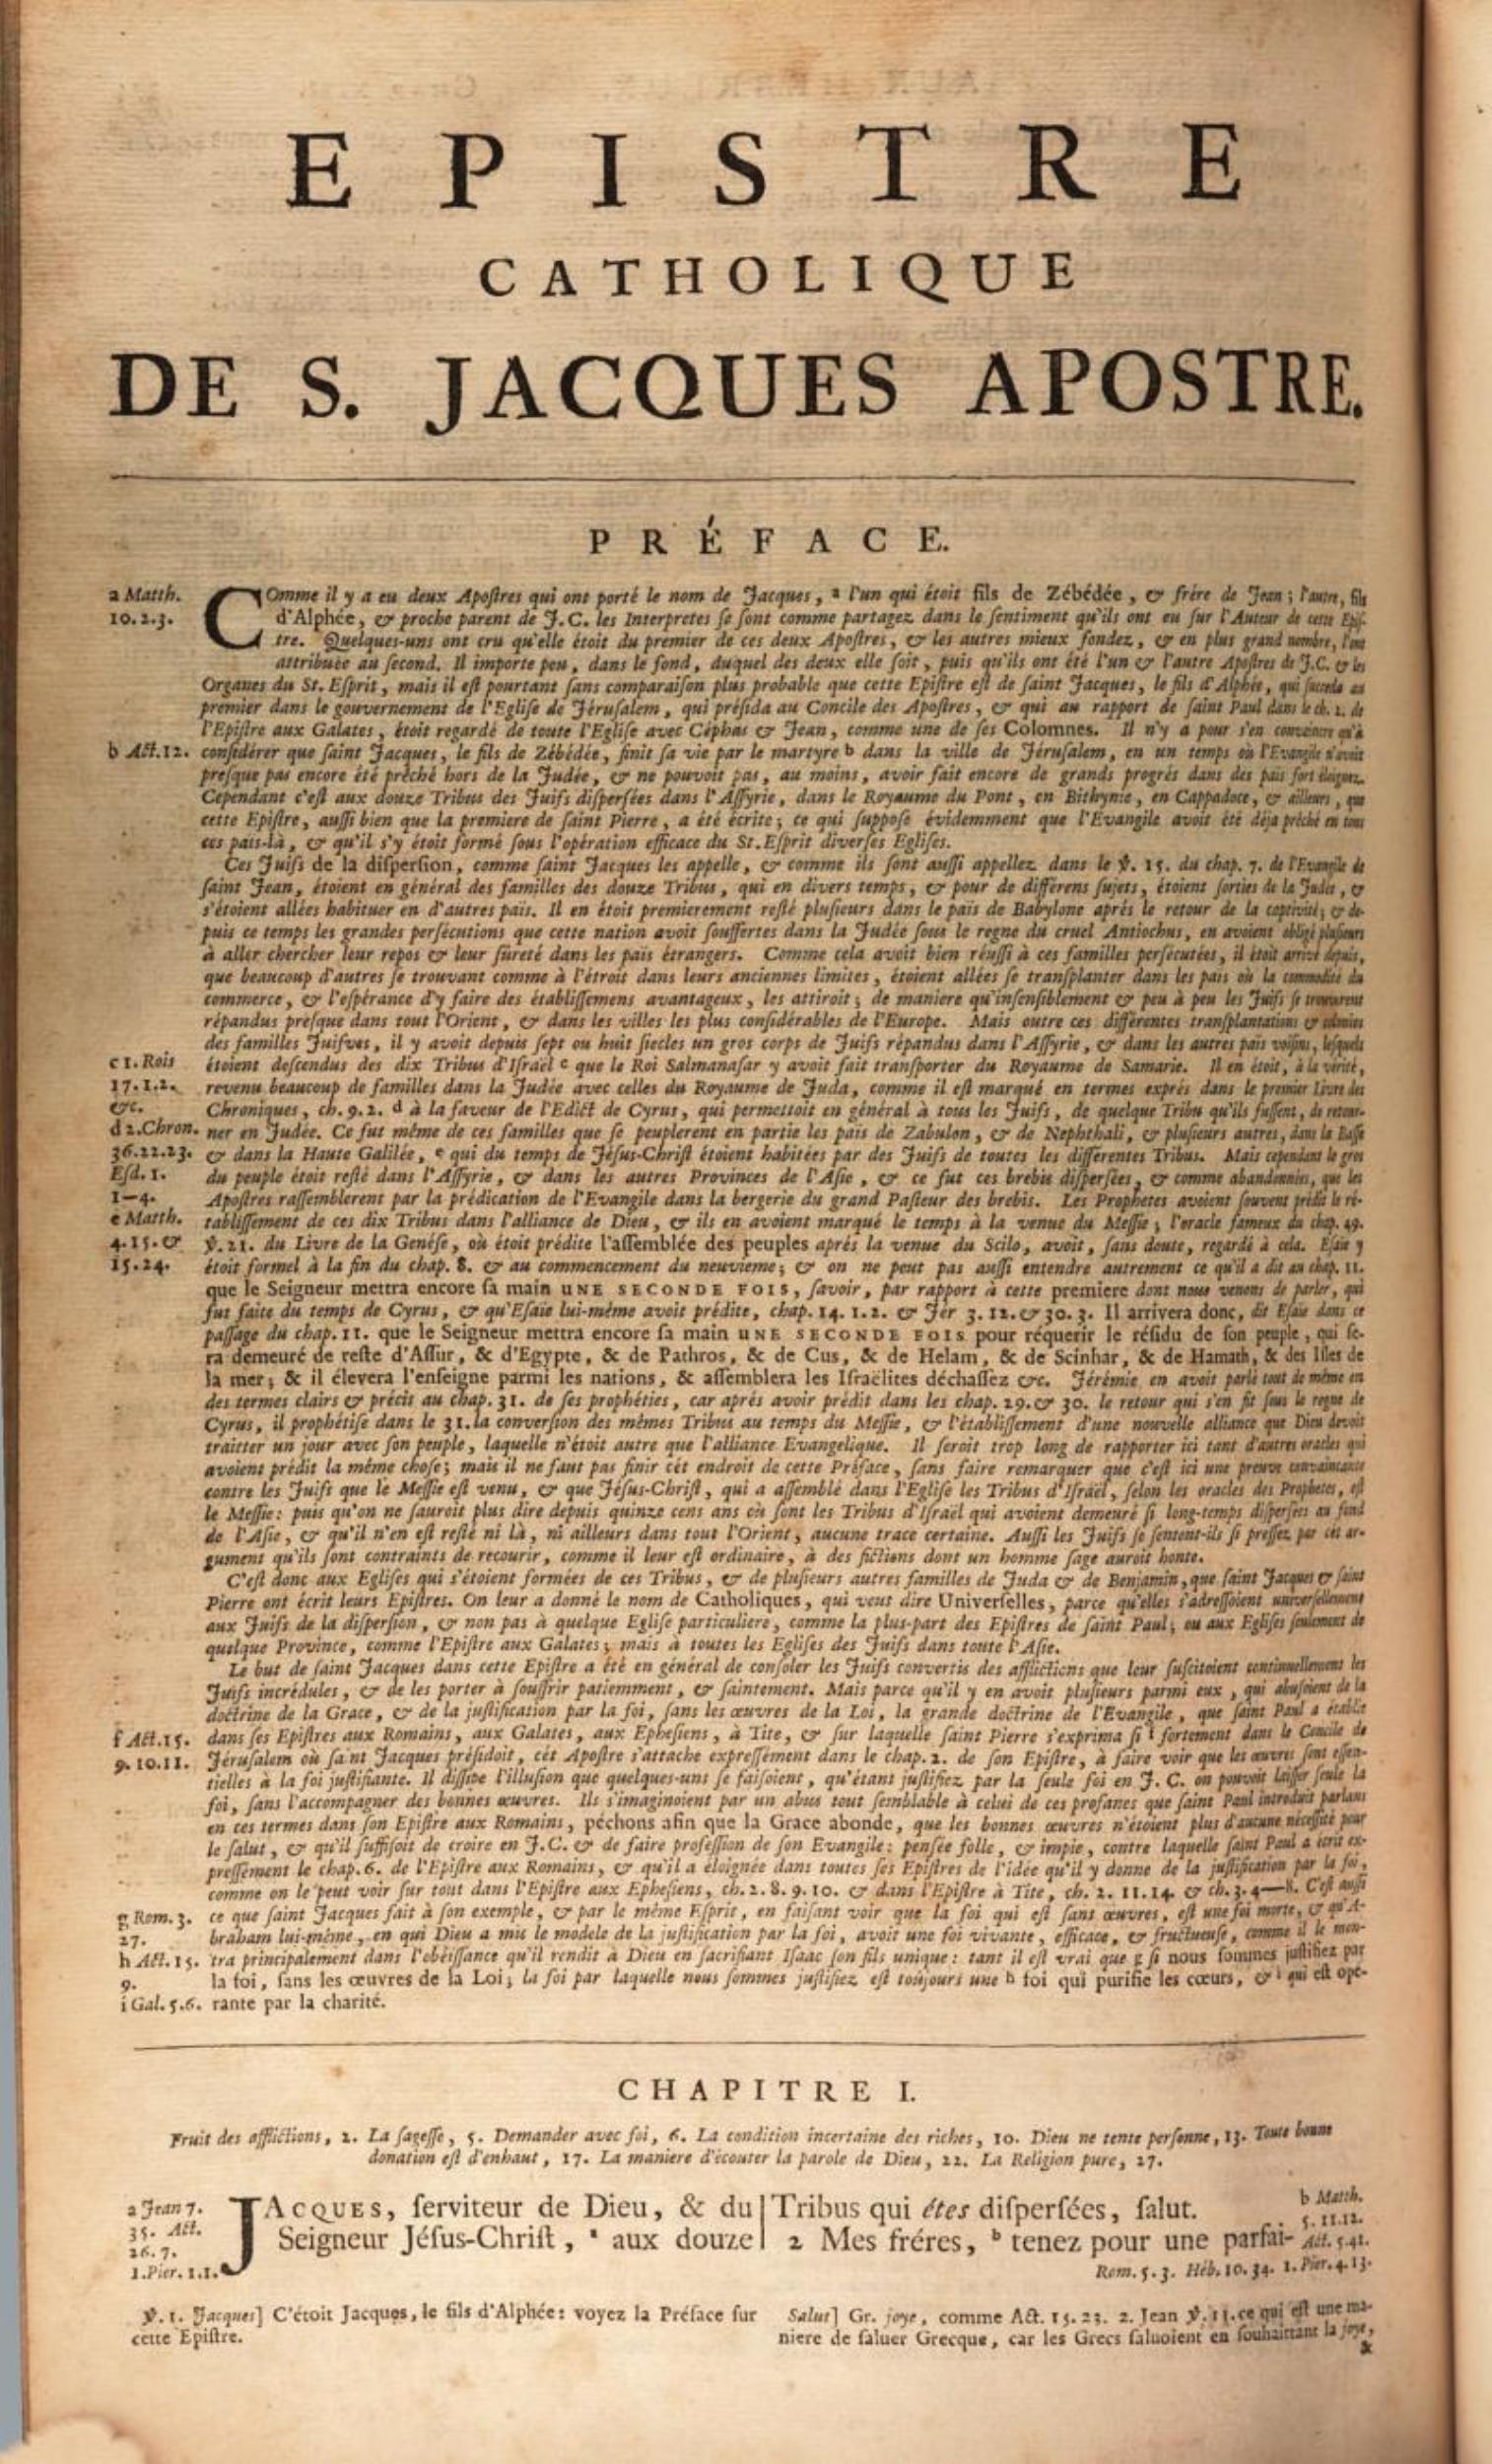 EPISTRE
CATHOLIQUE
DE S. JACQUES APOSTRE.
PRÉFACE.
a Matth.
10. 2. 3.
Comme il y a eu deux Apoſtres qui ont porté le nom de Jacques, a l'un qui étoit fils de Zébédée, & frére de Jean; l'autre, fils
d'Alphée, & proche parent de J. C. les Interpretes ſe ſont comme partagez dans le ſentiment qu'ils ont eu ſur l'Auteur de cette Epiſ-
tre. Quelques-uns ont cru qu'elle étoit du premier de ces deux Apoſtres, & les autres mieux fondez, & en plus grand nombre, l'ont
attribuée au ſecond. Il importe peu, dans le fond, duquel des deux elle ſoit, puis qu'ils ont été l'un & l'autre Apoſtres de J. C. & les
Organes du St. Eſprit, mais il eſt pourtant ſans comparaiſon plus probable que cette Epiſtre eſt de ſaint Jacques, le fils d'Alphée, qui ſucceda au
premier dans le gouvernement de l'Egliſe de Jéruſalem, qui préſida au Concile des Apoſtres, & qui au rapport de ſaint Paul dans le ch. 2. de
l'Epiſtre aux Galates, étoit regardé de toute l'Egliſe avec Céphas & Jean, comme une de ſes Colomnes. Il n'y a pour s'en convaincre qu'à
b Act. 12.
conſidérer que ſaint Jacques, le fils de Zébédée, finit ſa vie par le martyre b dans la ville de Jéruſalem, en un temps où l'Evangile n'avoit
preſque pas encore été prêché hors de la Judée, & ne pouvoit pas, au moins, avoir fait encore de grands progrés dans des païs fort éloignez.
Cependant c'eſt aux douze Tribus des Juifs diſperſées dans l'Aſſyrie, dans le Royaume du Pont, en Bithynie, en Cappadoce, & ailleurs, que
cette Epiſtre, auſſi bien que la premiere de ſaint Pierre, a été écrite; ce qui ſuppoſe évidemment que l'Evangile avoit été déja prêché en tous
ces païs-là, & qu'il s'y étoit formé ſous l'opération efficace du St. Eſprit diverſes Egliſes.
Ces Juifs de la diſperſion, comme ſaint Jacques les appelle, & comme ils ſont auſſi appellez dans le ℣. 15. du chap. 7. de l'Evangile de
ſaint Jean, étoient en général des familles des douze Tribus, qui en divers temps, & pour de différens ſujets, étoient ſorties de la Judée, &
s'étoient allées habituer en d'autres païs. Il en étoit premierement reſté pluſieurs dans le païs de Babylone aprés le retour de la captivité; & de-
puis ce temps les grandes perſécutions que cette nation avoit ſouffertes dans la Judée ſous le regne du cruel Antiochus, en avoient obligé pluſieurs
à aller chercher leur repos & leur ſûreté dans les païs étrangers. Comme cela avoit bien réuſſi à ces familles perſécutées, il étoit arrivé depuis,
que beaucoup d'autres ſe trouvant comme à l'étroit dans leurs anciennes limites, étoient allées ſe tranſplanter dans les païs où la commodité du
commerce, & l'eſpérance d'y faire des établiſſemens avantageux, les attiroit; de maniere qu'inſenſiblement & peu à peu les Juifs ſe trouverent
répandus preſque dans tout l'Orient, & dans les villes les plus conſidérables de l'Europe. Mais outre ces différentes tranſplantations & colonies
des familles Juifves, il y avoit depuis ſept ou huit ſiecles un gros corps de Juifs répandus dans l'Aſſyrie, & dans les autres païs voiſins, leſquels
c 1. Rois
17. 1. 2.
&c.
étoient deſcendus des dix Tribus d'Iſraël c que le Roi Salmanaſar y avoit fait tranſporter du Royaume de Samarie. Il en étoit, à la vérité,
revenu beaucoup de familles dans la Judée avec celles du Royaume de Juda, comme il eſt marqué en termes exprés dans le premier Livre des
Chroniques, ch. 9. 2. d à la faveur de l'Edict de Cyrus, qui permettoit en général à tous les Juifs, de quelque Tribu qu'ils fuſſent, de retour-
d 2. Chron.
36. 22. 23.
Eſd. 1.
1—4.
e Matth.
4. 15. &
15. 24.
ner en Judée. Ce fut même de ces familles que ſe peuplerent en partie les païs de Zabulon, & de Nephthali, & pluſieurs autres, dans la Baſſe
& dans la Haute Galilée, e qui du temps de Jéſus-Chriſt étoient habitées par des Juifs de toutes les différentes Tribus. Mais cependant le gros
du peuple étoit reſté dans l'Aſſyrie, & dans les autres Provinces de l'Aſie, & ce fut ces brebis diſperſées, & comme abandonnées, que les
Apoſtres raſſemblerent par la prédication de l'Evangile dans la bergerie du grand Paſteur des brebis. Les Prophetes avoient ſouvent prédit le ré-
tabliſſement de ces dix Tribus dans l'alliance de Dieu, & ils en avoient marqué le temps à la venue du Meſſie; l'oracle fameux du chap. 49.
℣. 21. du Livre de la Genéſe, où étoit prédite l'aſſemblée des peuples aprés la venue du Scilo, avoit, ſans doute, regardé à cela. Eſaïe y
étoit formel à la fin du chap. 8. & au commencement du neuvieme; & on ne peut pas auſſi entendre autrement ce qu'il a dit au chap. 11.
que le Seigneur mettra encore ſa main UNE SECONDE FOIS, ſavoir, par rapport à cette premiere dont nous venons de parler, qui
fut faite du temps de Cyrus, & qu'Eſaïe lui-même avoit prédite, chap. 14. 1. 2. & Jér 3. 12. & 30. 3. Il arrivera donc, dit Eſaïe dans ce
paſſage du chap. 11. que le Seigneur mettra encore ſa main UNE SECONDE FOIS pour réquerir le réſidu de ſon peuple, qui ſe-
ra demeuré de reſte d'Aſſur, & d'Egypte, & de Pathros, & de Cus, & de Helam, & de Scinhar, & de Hamath, & des Iſles de
la mer; & il élevera l'enſeigne parmi les nations, & aſſemblera les Iſraëlites déchaſſez &c. Jérémie en avoit parlé tout de même en
des termes clairs & précis au chap. 31. de ſes prophéties, car aprés avoir prédit dans les chap. 29. & 30. le retour qui s'en fit ſous le regne de
Cyrus, il prophétiſe dans le 31. la converſion des mêmes Tribus au temps du Meſſie, & l'établiſſement d'une nouvelle alliance que Dieu devoit
traitter un jour avec ſon peuple, laquelle n'étoit autre que l'alliance Evangelique. Il ſeroit trop long de rapporter ici tant d'autres oracles qui
avoient prédit la même choſe; mais il ne faut pas finir cét endroit de cette Préface, ſans faire remarquer que c'eſt ici une preuve convaincante
contre les Juifs que le Meſſie eſt venu, & que Jéſus-Chriſt, qui a aſſemblé dans l'Egliſe les Tribus d'Iſraël, ſelon les oracles des Prophetes, eſt
le Meſſie: puis qu'on ne ſauroit plus dire depuis quinze cens ans où ſont les Tribus d'Iſraël qui avoient demeuré ſi long-temps diſperſées au fond
de l'Aſie, & qu'il n'en eſt reſté ni là, ni ailleurs dans tout l'Orient, aucune trace certaine. Auſſi les Juifs ſe ſentent-ils ſi preſſez par cét ar-
gument qu'ils ſont contraints de recourir, comme il leur eſt ordinaire, à des fictions dont un homme ſage auroit honte.
C'eſt donc aux Egliſes qui s'étoient formées de ces Tribus, & de pluſieurs autres familles de Juda & de Benjamin, que ſaint Jacques & ſaint
Pierre ont écrit leurs Epiſtres. On leur a donné le nom de Catholiques, qui veut dire Univerſelles, parce qu'elles s'adreſſoient univerſellement
aux Juifs de la diſperſion, & non pas à quelque Egliſe particuliere, comme la plus-part des Epiſtres de ſaint Paul; ou aux Egliſes ſeulement de
quelque Province, comme l'Epiſtre aux Galates; mais à toutes les Egliſes des Juifs dans toute l'Aſie.
Le but de ſaint Jacques dans cette Epiſtre a été en général de conſoler les Juifs convertis des afflictions que leur ſuſcitoient continuellement les
Juifs incrédules, & de les porter à ſouffrir patiemment, & ſaintement. Mais parce qu'il y en avoit pluſieurs parmi eux, qui abuſoient de la
doctrine de la Grace, & de la juſtification par la foi, ſans les œuvres de la Loi, la grande doctrine de l'Evangile, que ſaint Paul a établie
f Act. 15.
9. 10. 11.
dans ſes Epiſtres aux Romains, aux Galates, aux Epheſiens, à Tite, & ſur laquelle ſaint Pierre s'exprima ſi f fortement dans le Concile de
Jéruſalem où ſaint Jacques préſidoit, cét Apoſtre s'attache expreſſément dans le chap. 2. de ſon Epiſtre, à faire voir que les œuvres ſont eſſen-
tielles à la foi juſtifiante. Il diſſipe l'illuſion que quelques-uns ſe faiſoient, qu'étant juſtifiez par la ſeule foi en J. C. on pouvoit laiſſer ſeule la
foi, ſans l'accompagner des bonnes œuvres. Ils s'imaginoient par un abus tout ſemblable à celui de ces profanes que ſaint Paul introduit parlans
en ces termes dans ſon Epiſtre aux Romains, péchons afin que la Grace abonde, que les bonnes œuvres n'étoient plus d'aucune néceſſité pour
le ſalut, & qu'il ſuffiſoit de croire en J. C. & de faire profeſſion de ſon Evangile: penſée folle, & impie, contre laquelle ſaint Paul a écrit ex-
preſſément le chap. 6. de l'Epiſtre aux Romains, & qu'il a éloignée dans toutes ſes Epiſtres de l'idée qu'il y donne de la juſtification par la foi,
comme on le peut voir ſur tout dans l'Epiſtre aux Epheſiens, ch. 2. 8. 9. 10. & dans l'Epiſtre à Tite, ch. 2. 11. 14. & ch. 3. 4—8. C'eſt auſſi
g Rom. 3.
27.
h Act. 15.
9.
i Gal. 5. 6.
ce que ſaint Jacques fait à ſon exemple, & par le même Eſprit, en faiſant voir que la foi qui eſt ſans œuvres, eſt une foi morte, & qu'A-
braham lui-même, en qui Dieu a mis le modele de la juſtification par la foi, avoit une foi vivante, efficace, & fructueuſe, comme il le mon-
tra principalement dans l'obéiſſance qu'il rendit à Dieu en ſacrifiant Iſaac ſon fils unique: tant il eſt vrai que g ſi nous ſommes juſtifiez par
la foi, ſans les œuvres de la Loi; la foi par laquelle nous ſommes juſtifiez eſt toûjours une h foi qui purifie les cœurs, & i qui eſt opé-
rante par la charité.
CHAPITRE I.
Fruit des afflictions, 2. La ſageſſe, 5. Demander avec foi, 6. La condition incertaine des riches, 10. Dieu ne tente perſonne, 13. Toute bonne
donation eſt d'enhaut, 17. La maniere d'écouter la parole de Dieu, 22. La Religion pure, 27.
a Jean 7.
35. Act.
26. 7.
1. Pier. 1. 1.
JACQUES, ſerviteur de Dieu, & du
Seigneur Jéſus-Chriſt, a aux douze
Tribus qui étes diſperſées, ſalut.
2 Mes fréres, b tenez pour une parfai-
b Matth.
5. 11. 12.
Act. 5. 41.
Rom. 5. 3. Héb. 10. 34. 1. Pier. 4. 13.
℣. 1. Jacques] C'étoit Jacques, le fils d'Alphée: voyez la Préface ſur
cette Epiſtre.
Salut] Gr. joye, comme Act. 15. 23. 2. Jean ℣. 11. ce qui eſt une ma-
niere de ſaluer Grecque, car les Grecs ſaluoient en ſouhaittant la joye,
&